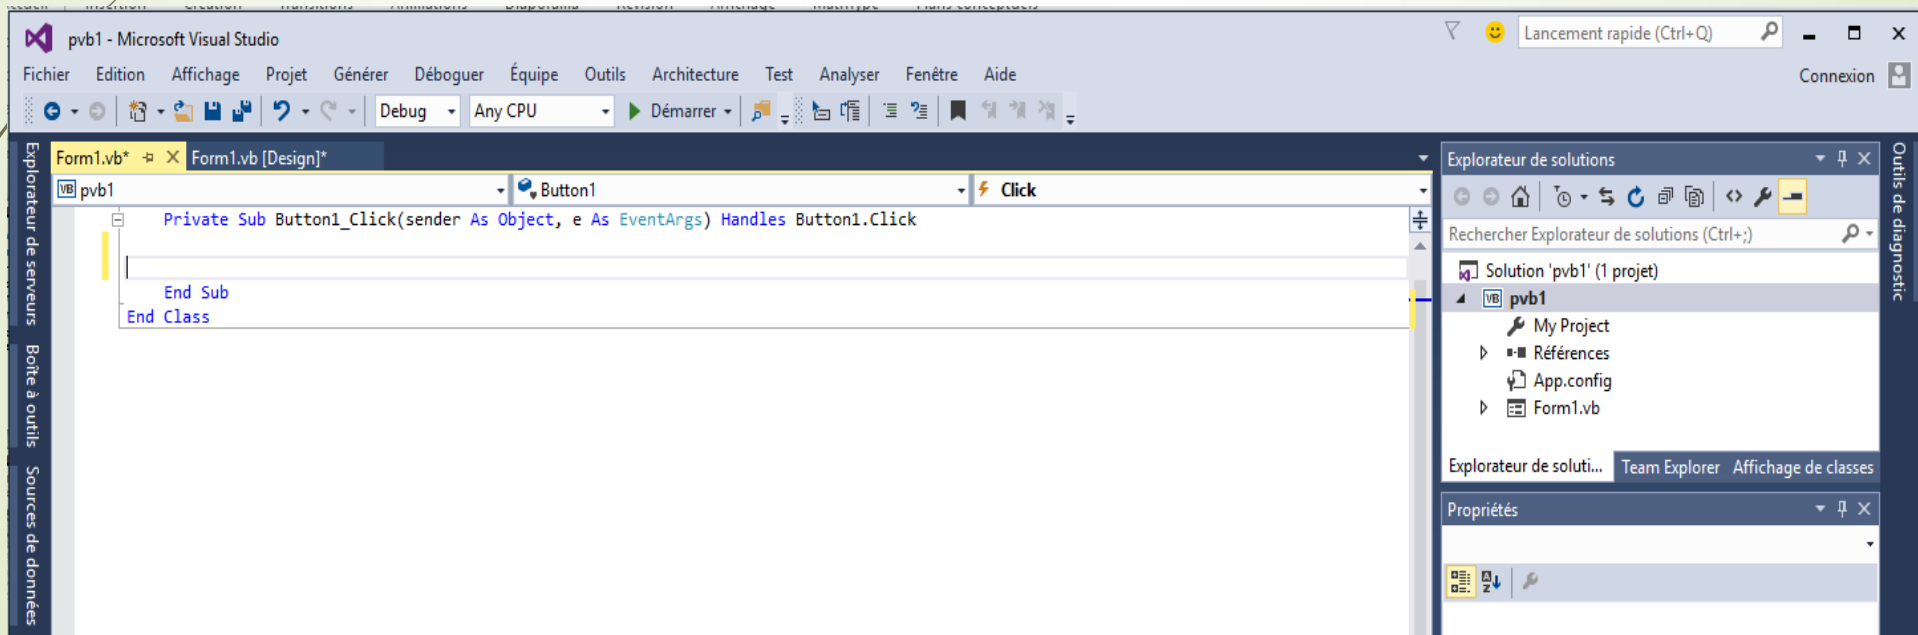 pvb1 - Microsoft Visual Studio
Lancement rapide (Ctrl+Q)
Fichier Edition Affichage Projet Générer Déboguer Équipe Outils Architecture Test Analyser Fenêtre Aide
Connexion
Debug Any CPU Démarrer
Explorateur de serveurs
Boîte à outils
Sources de données
Form1.vb* Form1.vb [Design]*
pvb1 Button1 Click
Private Sub Button1_Click(sender As Object, e As EventArgs) Handles Button1.Click
End Sub
End Class
Explorateur de solutions
Rechercher Explorateur de solutions (Ctrl+;)
Solution 'pvb1' (1 projet)
VB pvb1
My Project
Références
App.config
Form1.vb
Explorateur de soluti... Team Explorer Affichage de classes
Propriétés
Outils de diagnostic